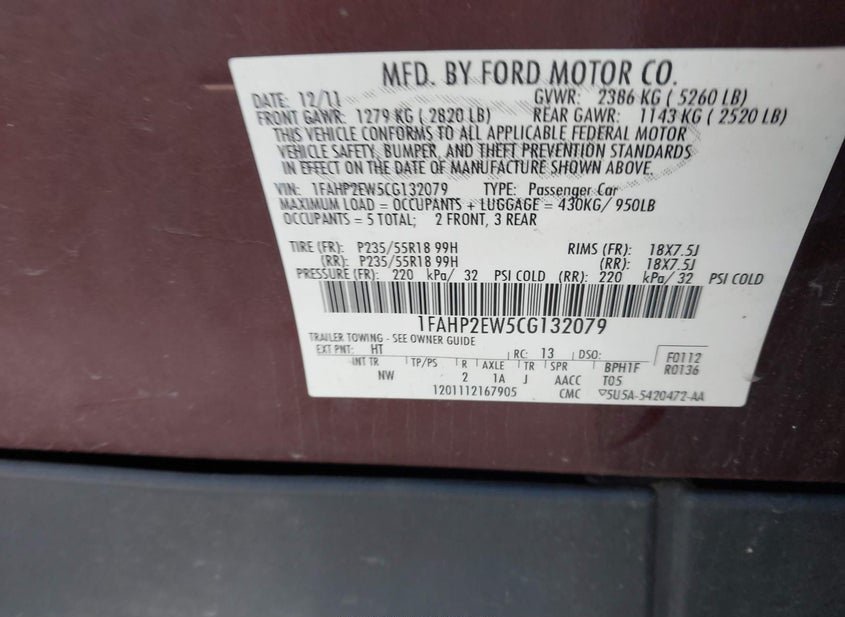 MFD. BY FORD MOTOR CO.
DATE: 12/11 GVWR: 2386 KG ( 5260 LB)
FRONT GAWR: 1279 KG ( 2820 LB) REAR GAWR: 1143 KG ( 2520 LB)
THIS VEHICLE CONFORMS TO ALL APPLICABLE FEDERAL MOTOR
VEHICLE SAFETY, BUMPER, AND THEFT PREVENTION STANDARDS
IN EFFECT ON THE DATE OF MANUFACTURE SHOWN ABOVE.
VIN: 1FAHP2EW5CG132079 TYPE: Passenger Car
MAXIMUM LOAD = OCCUPANTS + LUGGAGE = 430KG/ 950LB
OCCUPANTS = 5 TOTAL; 2 FRONT, 3 REAR
TIRE (FR): P235/55R18 99H RIMS (FR): 18X7.5J
(RR): P235/55R18 99H (RR): 18X7.5J
PRESSURE (FR): 220 kPa/ 32 PSI COLD (RR): 220 kPa/ 32 PSI COLD
1FAHP2EW5CG132079
TRAILER TOWING - SEE OWNER GUIDE
EXT PNT: HT RC: 13 DSO: F0112
INT TR TP/PS R AXLE TR SPR BPH1F R0136
NW 2 1A J AACC T05
1201112167905 CMC 5U5A-5420472-AA